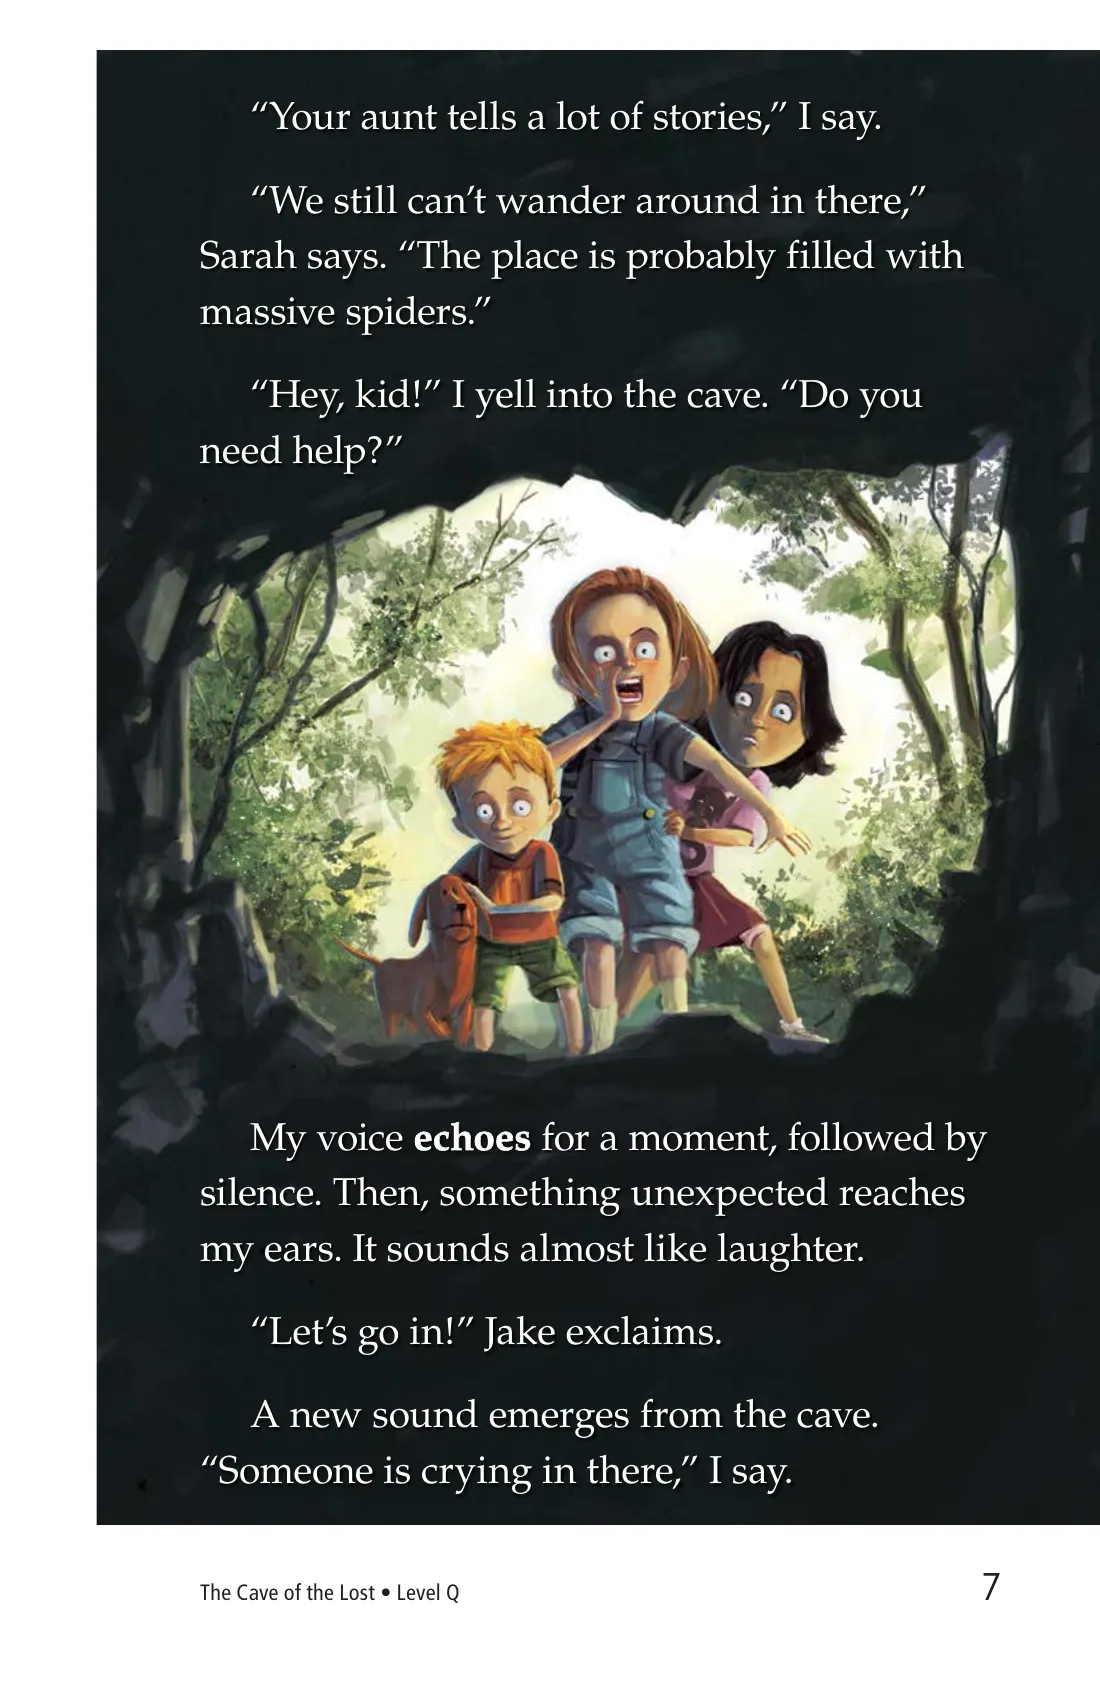 “Your aunt tells a lot of stories,” I say.
“We still can’t wander around in there,”
Sarah says. “The place is probably filled with
massive spiders.”
“Hey, kid!” I yell into the cave. “Do you
need help?”
My voice echoes for a moment, followed by
silence. Then, something unexpected reaches
my ears. It sounds almost like laughter.
“Let’s go in!” Jake exclaims.
A new sound emerges from the cave.
“Someone is crying in there,” I say.
The Cave of the Lost • Level Q
7